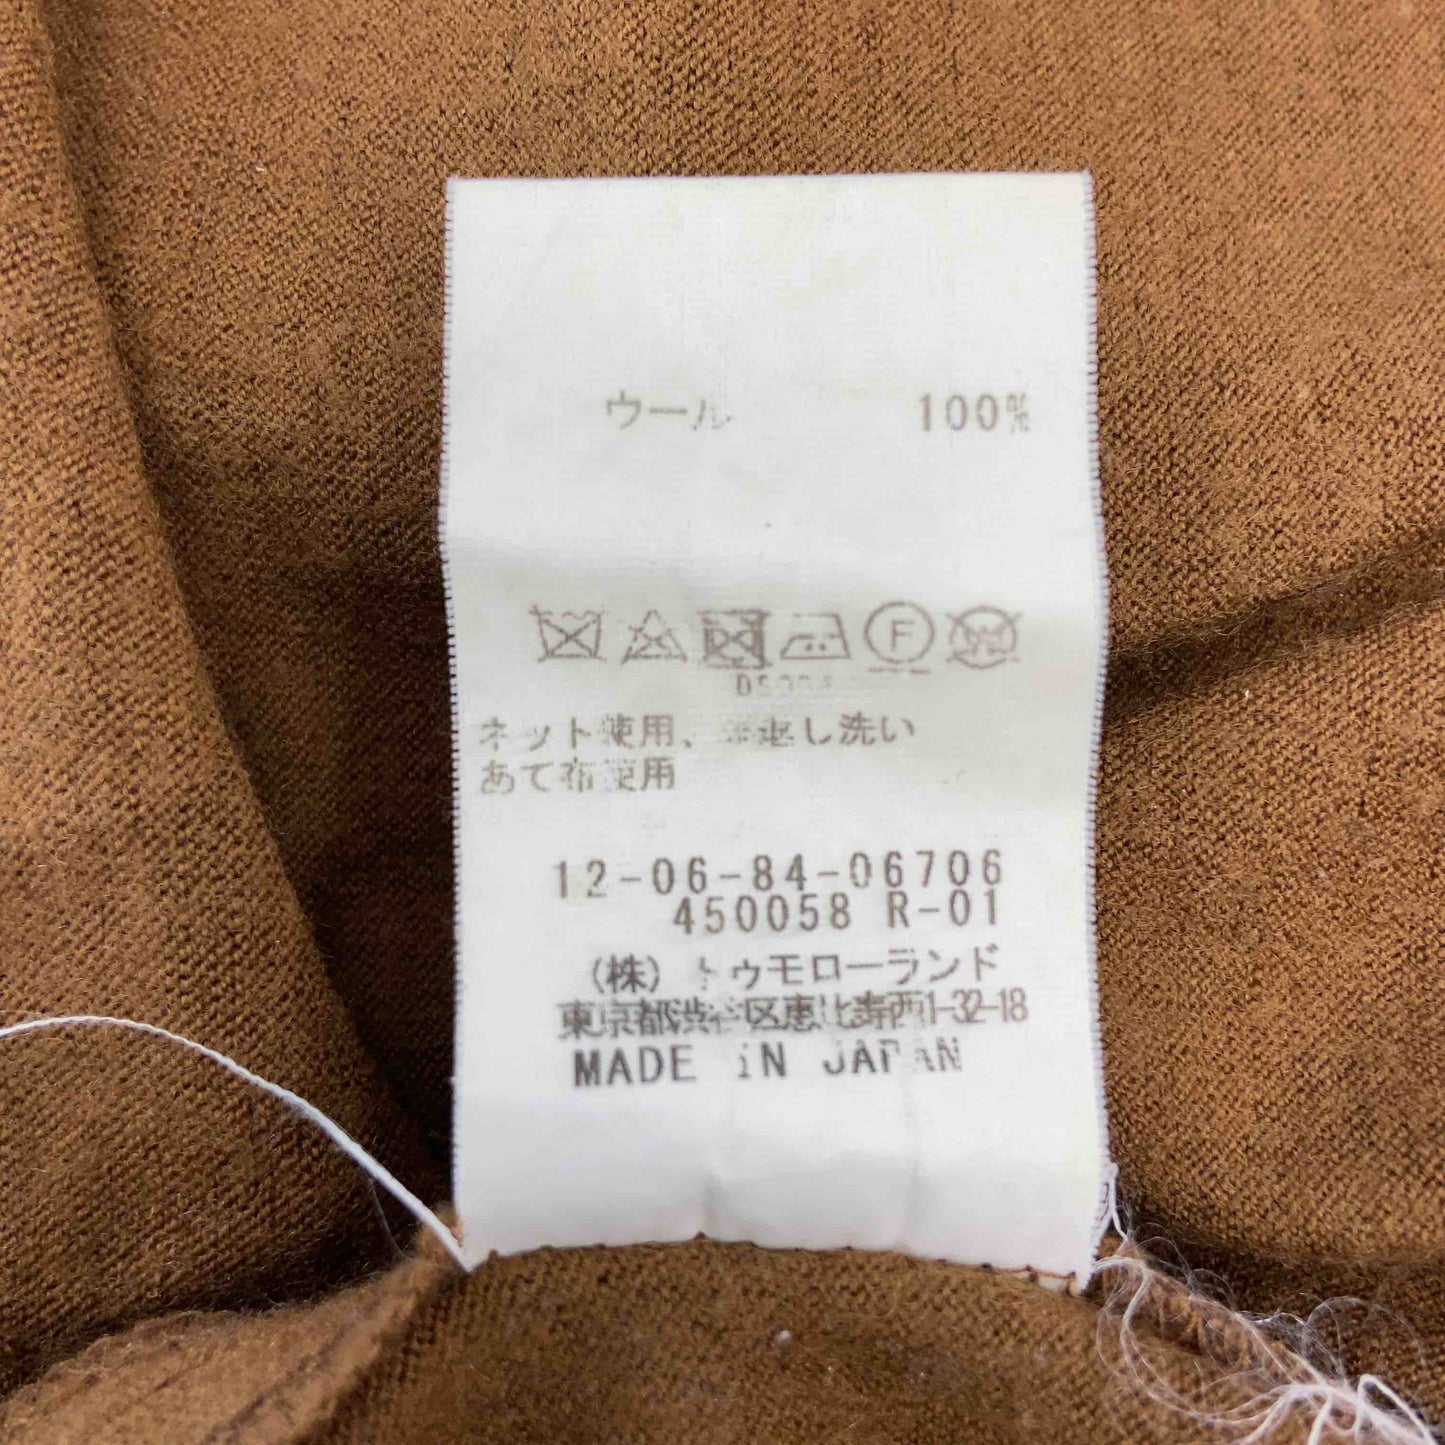 ウール 100%
F
ネット使用、裏返し洗い
あて布使用
12-06-84-06706
450058 R-01
(株)トゥモローランド
東京都渋谷区恵比寿西1-32-18
MADE IN JAPAN